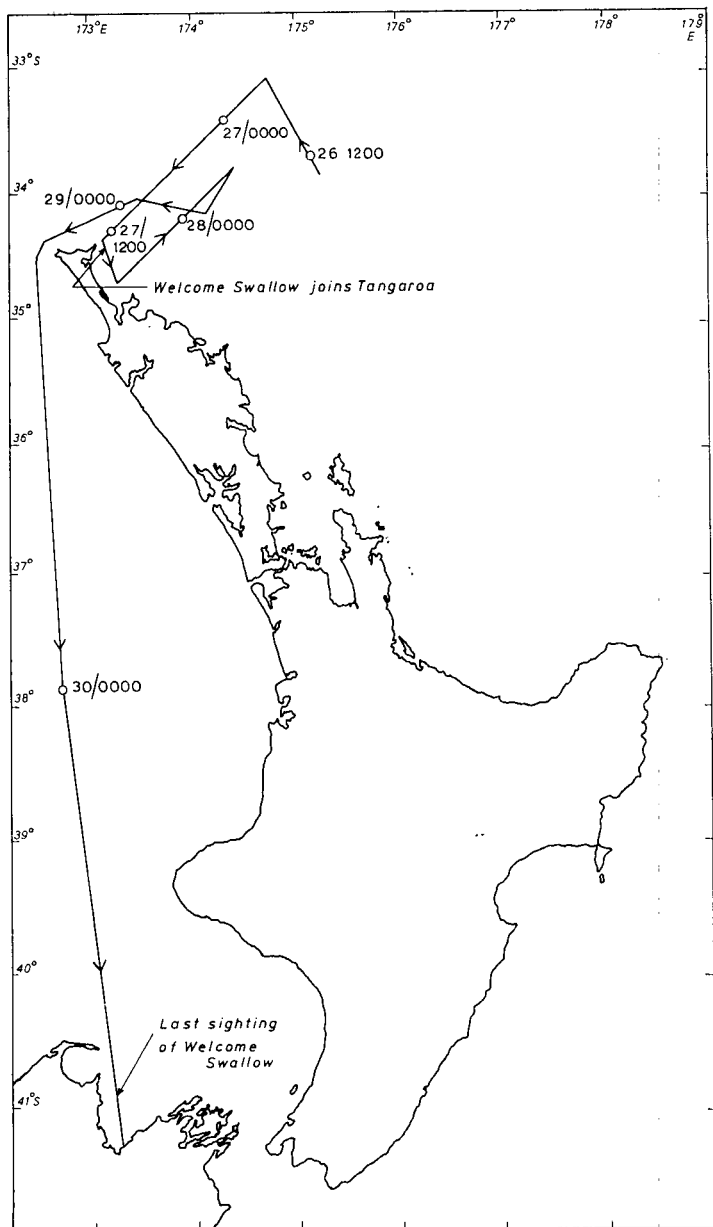 173°E 174° 175° 176° 177° 178° 179° E
33°S
27/0000
26 1200
34°
29/0000
28/0000
27/
1200
Welcome Swallow joins Tangaroa
35°
36°
37°
30/0000
38°
39°
40°
Last sighting
of Welcome
Swallow
41°S